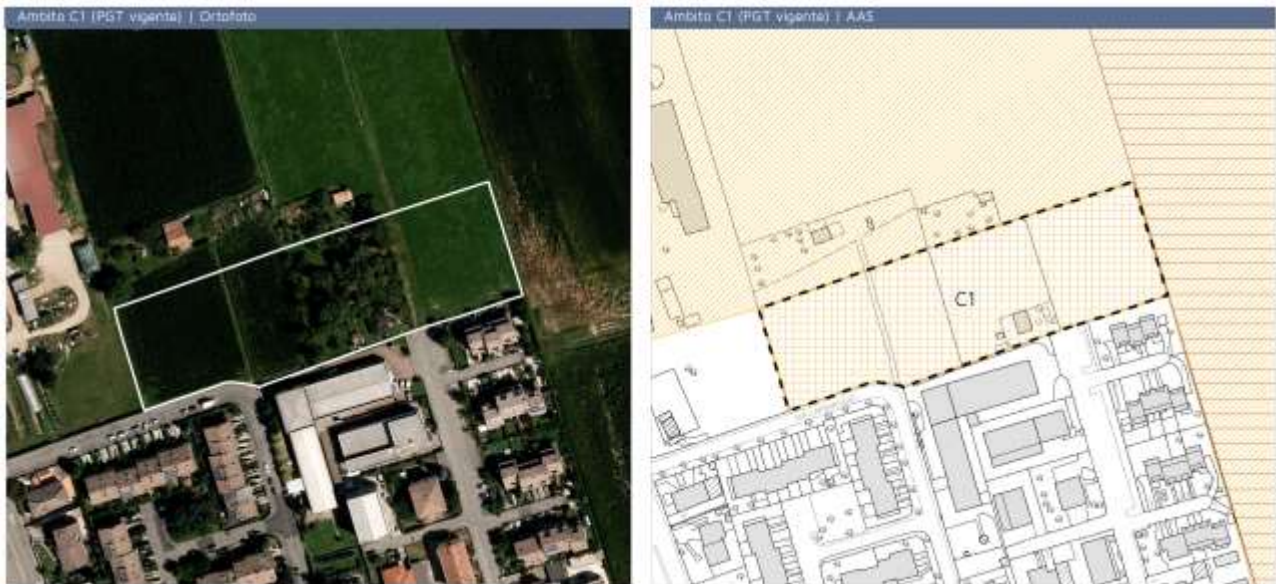 Ambito C1 (PGT vigente) | Ortofoto
Ambito C1 (PGT vigente) | AAS
C1